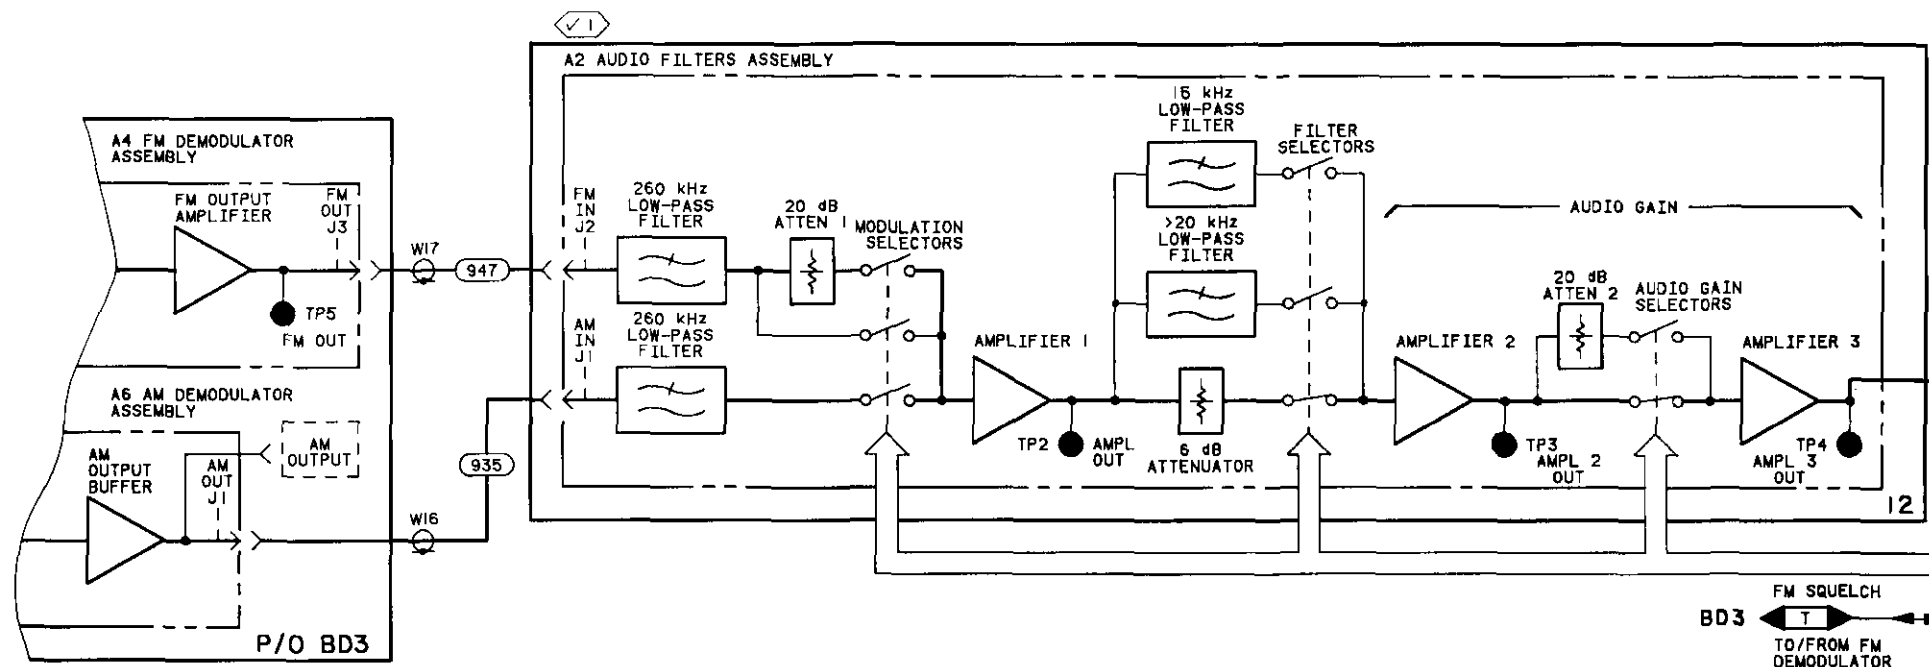 ✓1
A2 AUDIO FILTERS ASSEMBLY
A4 FM DEMODULATOR
ASSEMBLY
FM OUTPUT
AMPLIFIER
FM
OUT
J3
TP5
FM OUT
W17
947
A6 AM DEMODULATOR
ASSEMBLY
AM
OUTPUT
BUFFER
AM
OUT
J1
AM
OUTPUT
P/O BD3
W16
935
FM
IN
J2
260 kHz
LOW-PASS
FILTER
20 dB
ATTEN 1
MODULATION
SELECTORS
AM
IN
J1
260 kHz
LOW-PASS
FILTER
AMPLIFIER 1
TP2
AMPL
OUT
15 kHz
LOW-PASS
FILTER
FILTER
SELECTORS
>20 kHz
LOW-PASS
FILTER
6 dB
ATTENUATOR
AUDIO GAIN
AMPLIFIER 2
TP3
AMPL 2
OUT
20 dB
ATTEN 2
AUDIO GAIN
SELECTORS
AMPLIFIER 3
TP4
AMPL 3
OUT
12
FM SQUELCH
BD3
T
TO/FROM FM
DEMODULATOR